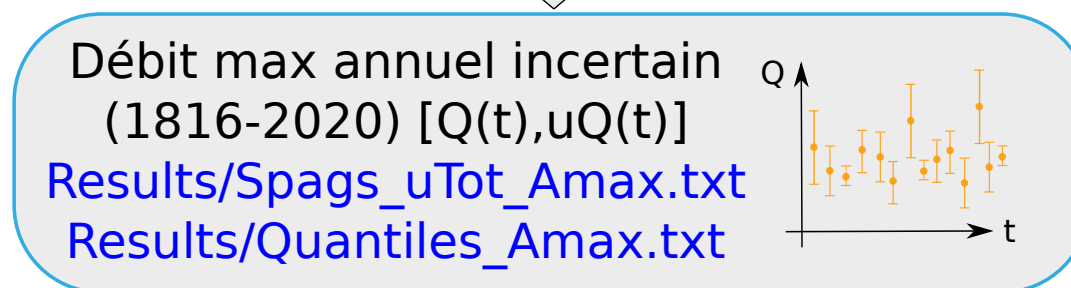 Débit max annuel incertain
(1816-2020) [Q(t),uQ(t)]
Results/Spags_uTot_Amax.txt
Results/Quantiles_Amax.txt
Q
t